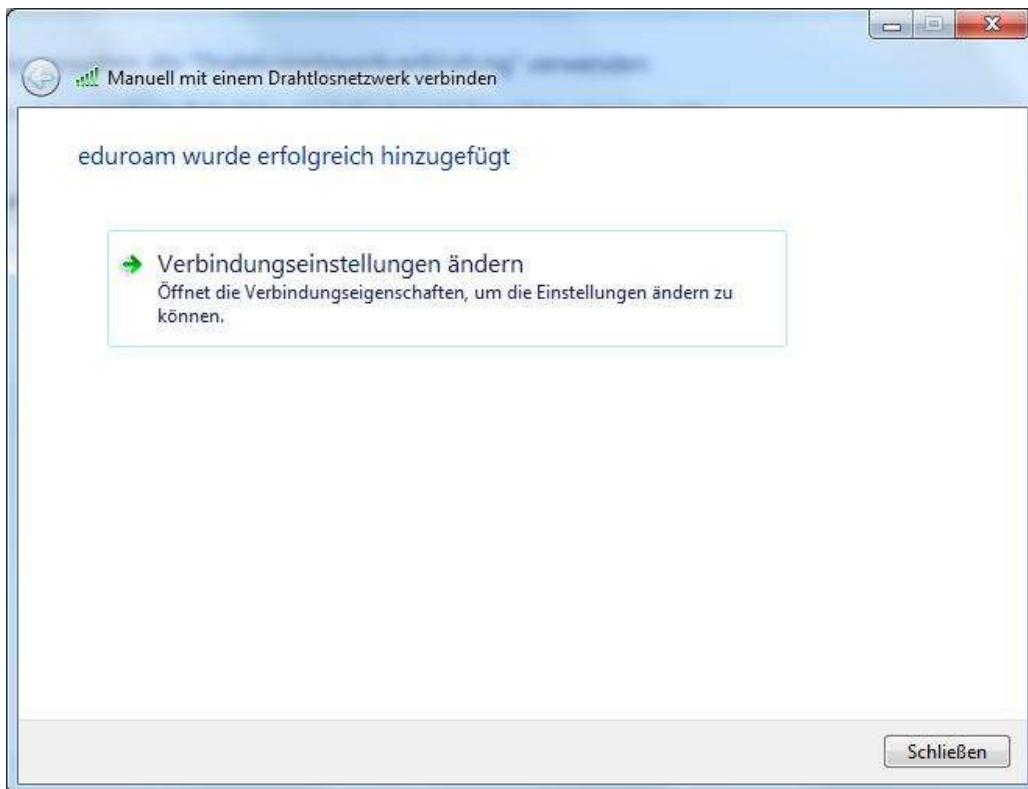 Manuell mit einem Drahtlosnetzwerk verbinden
eduroam wurde erfolgreich hinzugefügt
Verbindungseinstellungen ändern
Öffnet die Verbindungseigenschaften, um die Einstellungen ändern zu
können.
Schließen